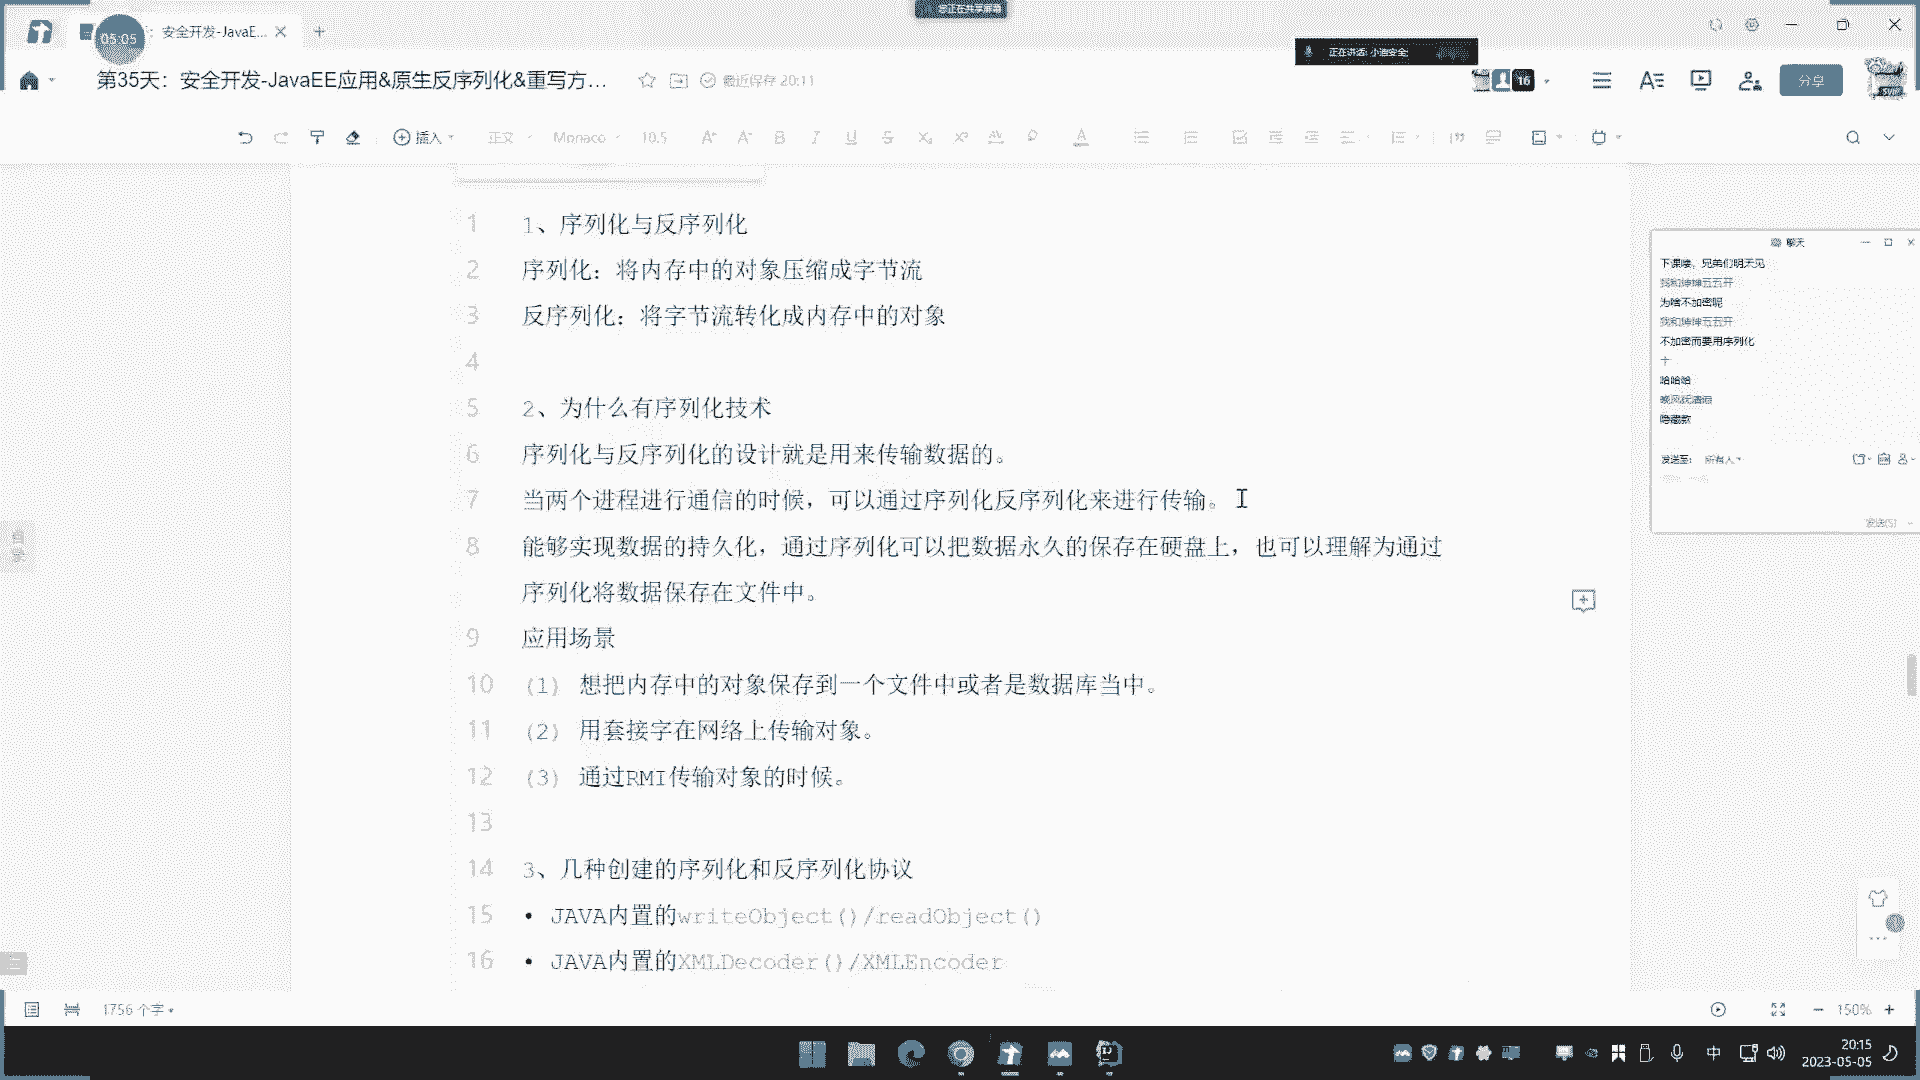 您正在共享屏幕
05:05
安全开发-JavaE...
正在讲话: 小迪安全;
第35天：安全开发-JavaEE应用&原生反序列化&重写方...
最近保存 20:11
16
分享
插入
正文
Monaco
10.5
1 1、序列化与反序列化
2 序列化：将内存中的对象压缩成字节流
3 反序列化：将字节流转化成内存中的对象
4
5 2、为什么有序列化技术
6 序列化与反序列化的设计就是用来传输数据的。
7 当两个进程进行通信的时候，可以通过序列化反序列化来进行传输。
8 能够实现数据的持久化，通过序列化可以把数据永久的保存在硬盘上，也可以理解为通过
序列化将数据保存在文件中。
9 应用场景
10 (1) 想把内存中的对象保存到一个文件中或者是数据库当中。
11 (2) 用套接字在网络上传输对象。
12 (3) 通过RMI传输对象的时候。
13
14 3、几种创建的序列化和反序列化协议
15 • JAVA内置的writeObject()/readObject()
16 • JAVA内置的XMLDecoder()/XMLEncoder
目录
聊天
下课喽，兄弟们明天见
为啥不加密呢
不加密而要用序列化
十
哈哈哈
隐藏款
发送至: 所有人
发送(S)
1756 个字
150%
中
20:15
2023-05-05